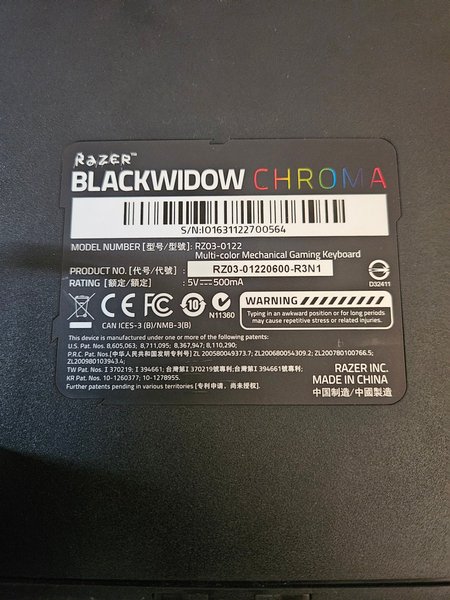 RAZER™
BLACKWIDOW CHROMA
S/N:IO1631122700564
MODEL NUMBER [型号/型號] : RZ03-0122
Multi-color Mechanical Gaming Keyboard
PRODUCT NO. [代号/代號] : RZ03-01220600-R3N1
RATING [额定/額定] : 5V⎓500mA
D32411
CE FC 10 N11360
CAN ICES-3 (B)/NMB-3(B)
WARNING
Typing in an awkward position or for long periods
may cause repetitive stress or related injuries.
This device is manufactured under one or more of the following patents:
U.S. Pat. Nos. 8,605,063; 8,711,095; 8,367,947; 8,110,290;
P.R.C. Pat. Nos.[中华人民共和国发明专利号] ZL200580049373.7; ZL200680054309.2; ZL200780100766.5;
ZL200980103943.4;
TW Pat. Nos. I 370219; I 394661; 台灣第I 370219號專利; 台灣第I 394661號專利;
KR Pat. Nos. 10-1260377; 10-1278955.
Further patents pending in various territories [专利申请中，尚未授权].
RAZER INC.
MADE IN CHINA
中国制造/中國製造